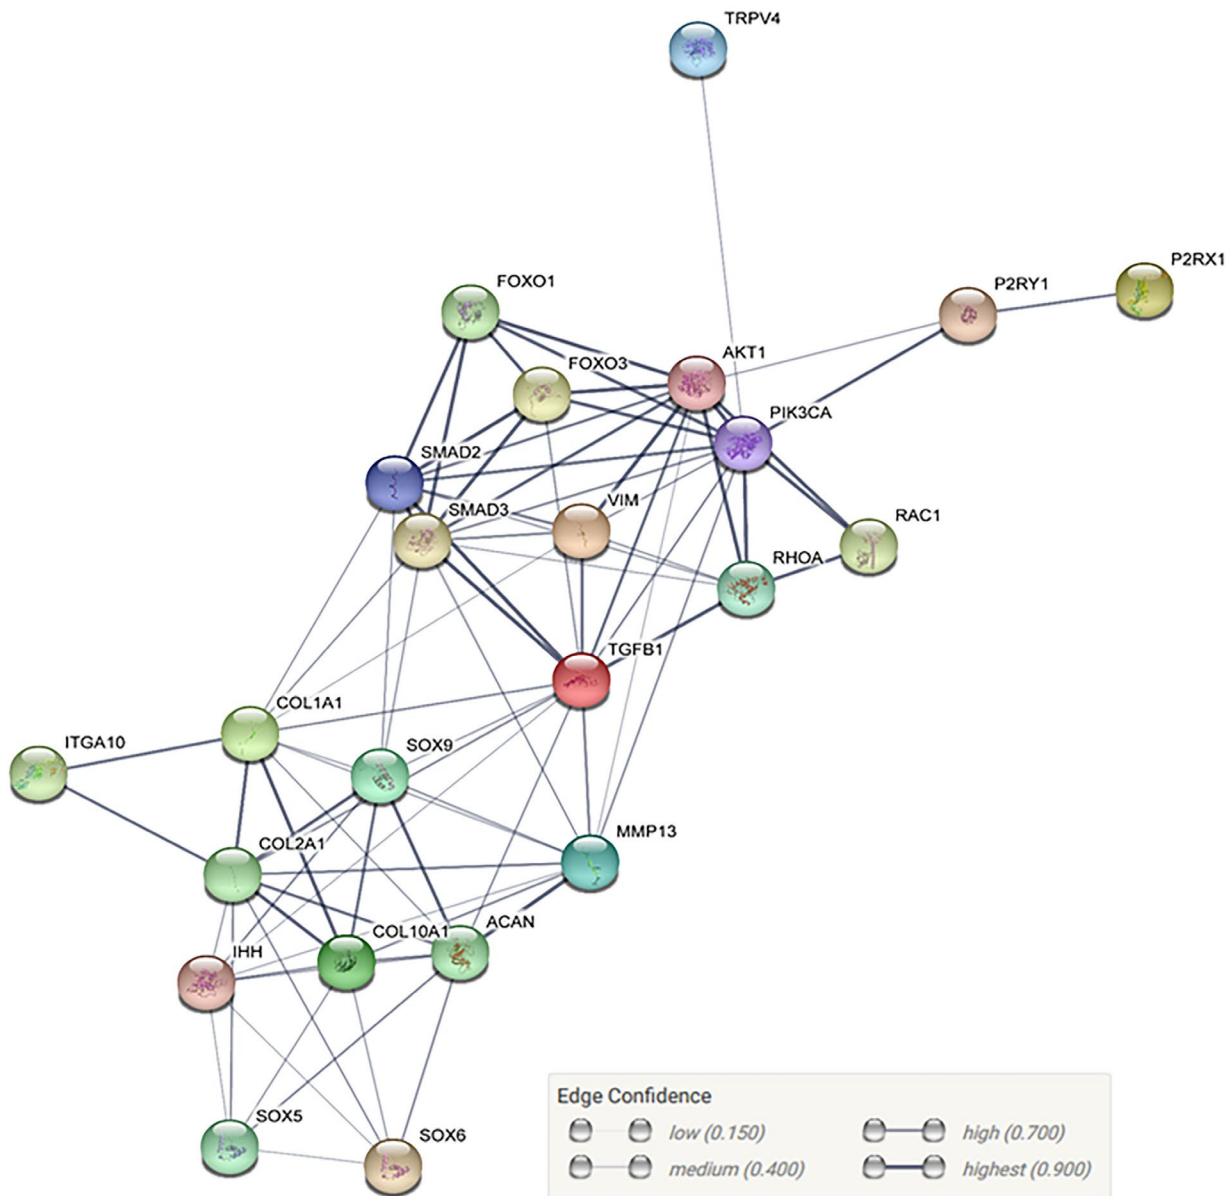 TRPV4
P2RX1
P2RY1
FOXO1
AKT1
FOXO3
PIK3CA
SMAD2
VIM
SMAD3
RAC1
RHOA
TGFB1
COL1A1
SOX9
ITGA10
MMP13
COL2A1
ACAN
COL10A1
IHH
SOX5
SOX6
Edge Confidence
low (0.150) high (0.700)
medium (0.400) highest (0.900)